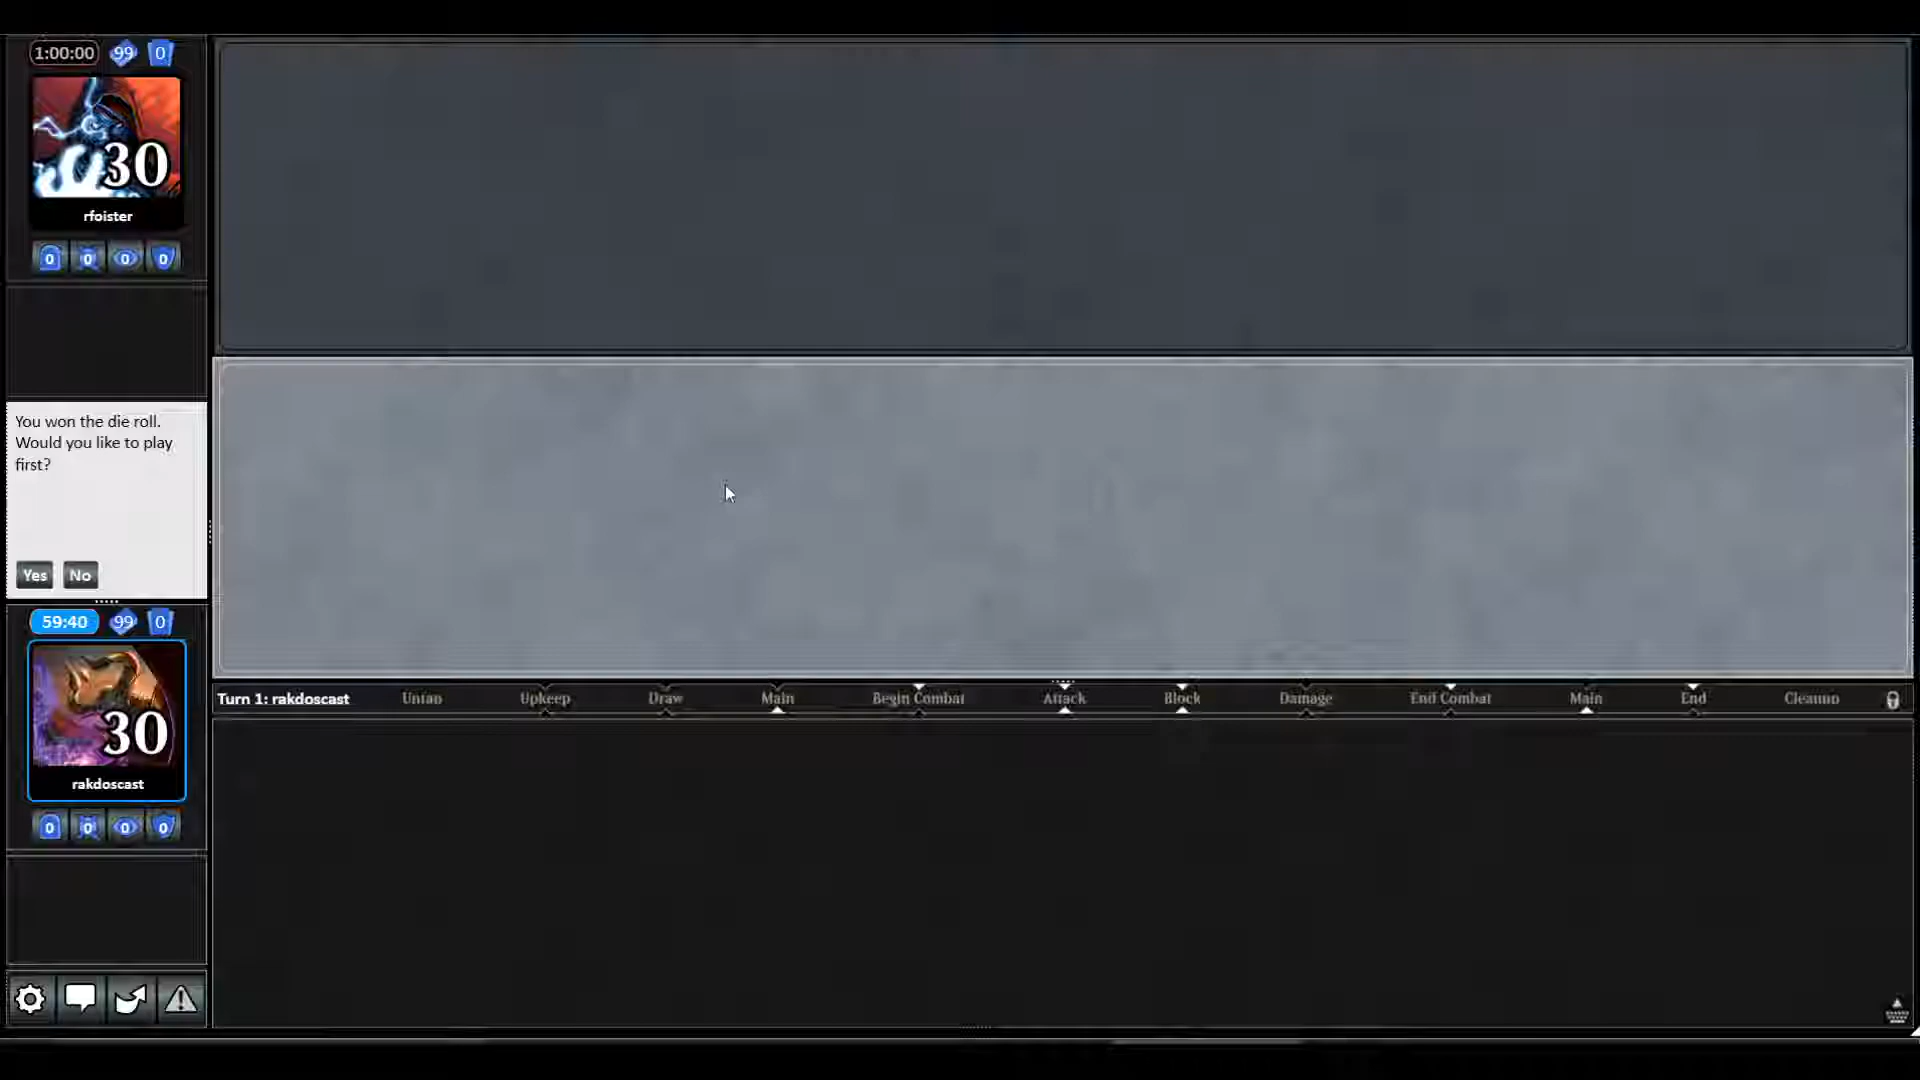 1:00:00 99 0
30
rfoister
0 0 0 0
You won the die roll.
Would you like to play
first?
Yes No
59:40 99 0
30
rakdoscast
0 0 0 0
Turn 1: rakdoscast Untap Upkeep Draw Main Begin Combat Attack Block Damage End Combat Main End Cleanup